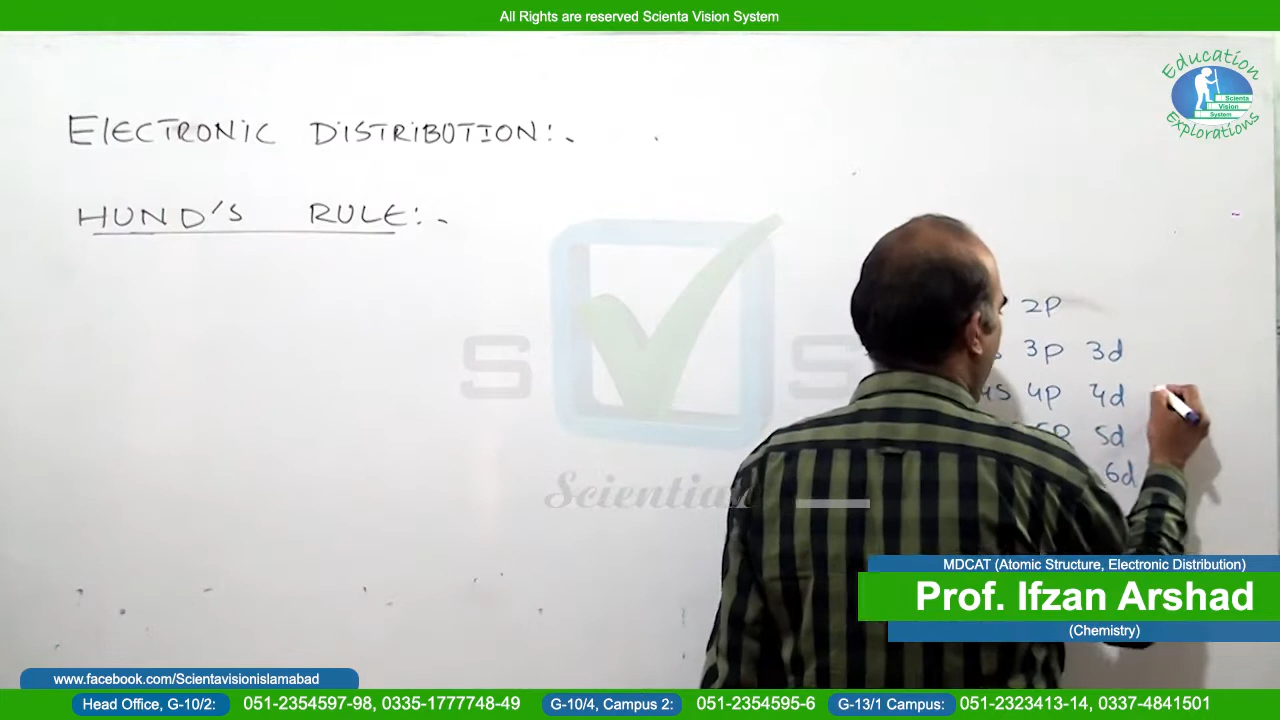 All Rights are reserved Scienta Vision System
Education
Scienta
Vision
System
Explorations
ELECTRONIC DISTRIBUTION:-
HUND'S RULE:-
2p
3p 3d
4s 4p 4d
5d
6d
S S
MDCAT (Atomic Structure, Electronic Distribution)
Prof. Ifzan Arshad
(Chemistry)
www.facebook.com/Scientavisionislamabad
Head Office, G-10/2: 051-2354597-98, 0335-1777748-49 G-10/4, Campus 2: 051-2354595-6 G-13/1 Campus: 051-2323413-14, 0337-4841501